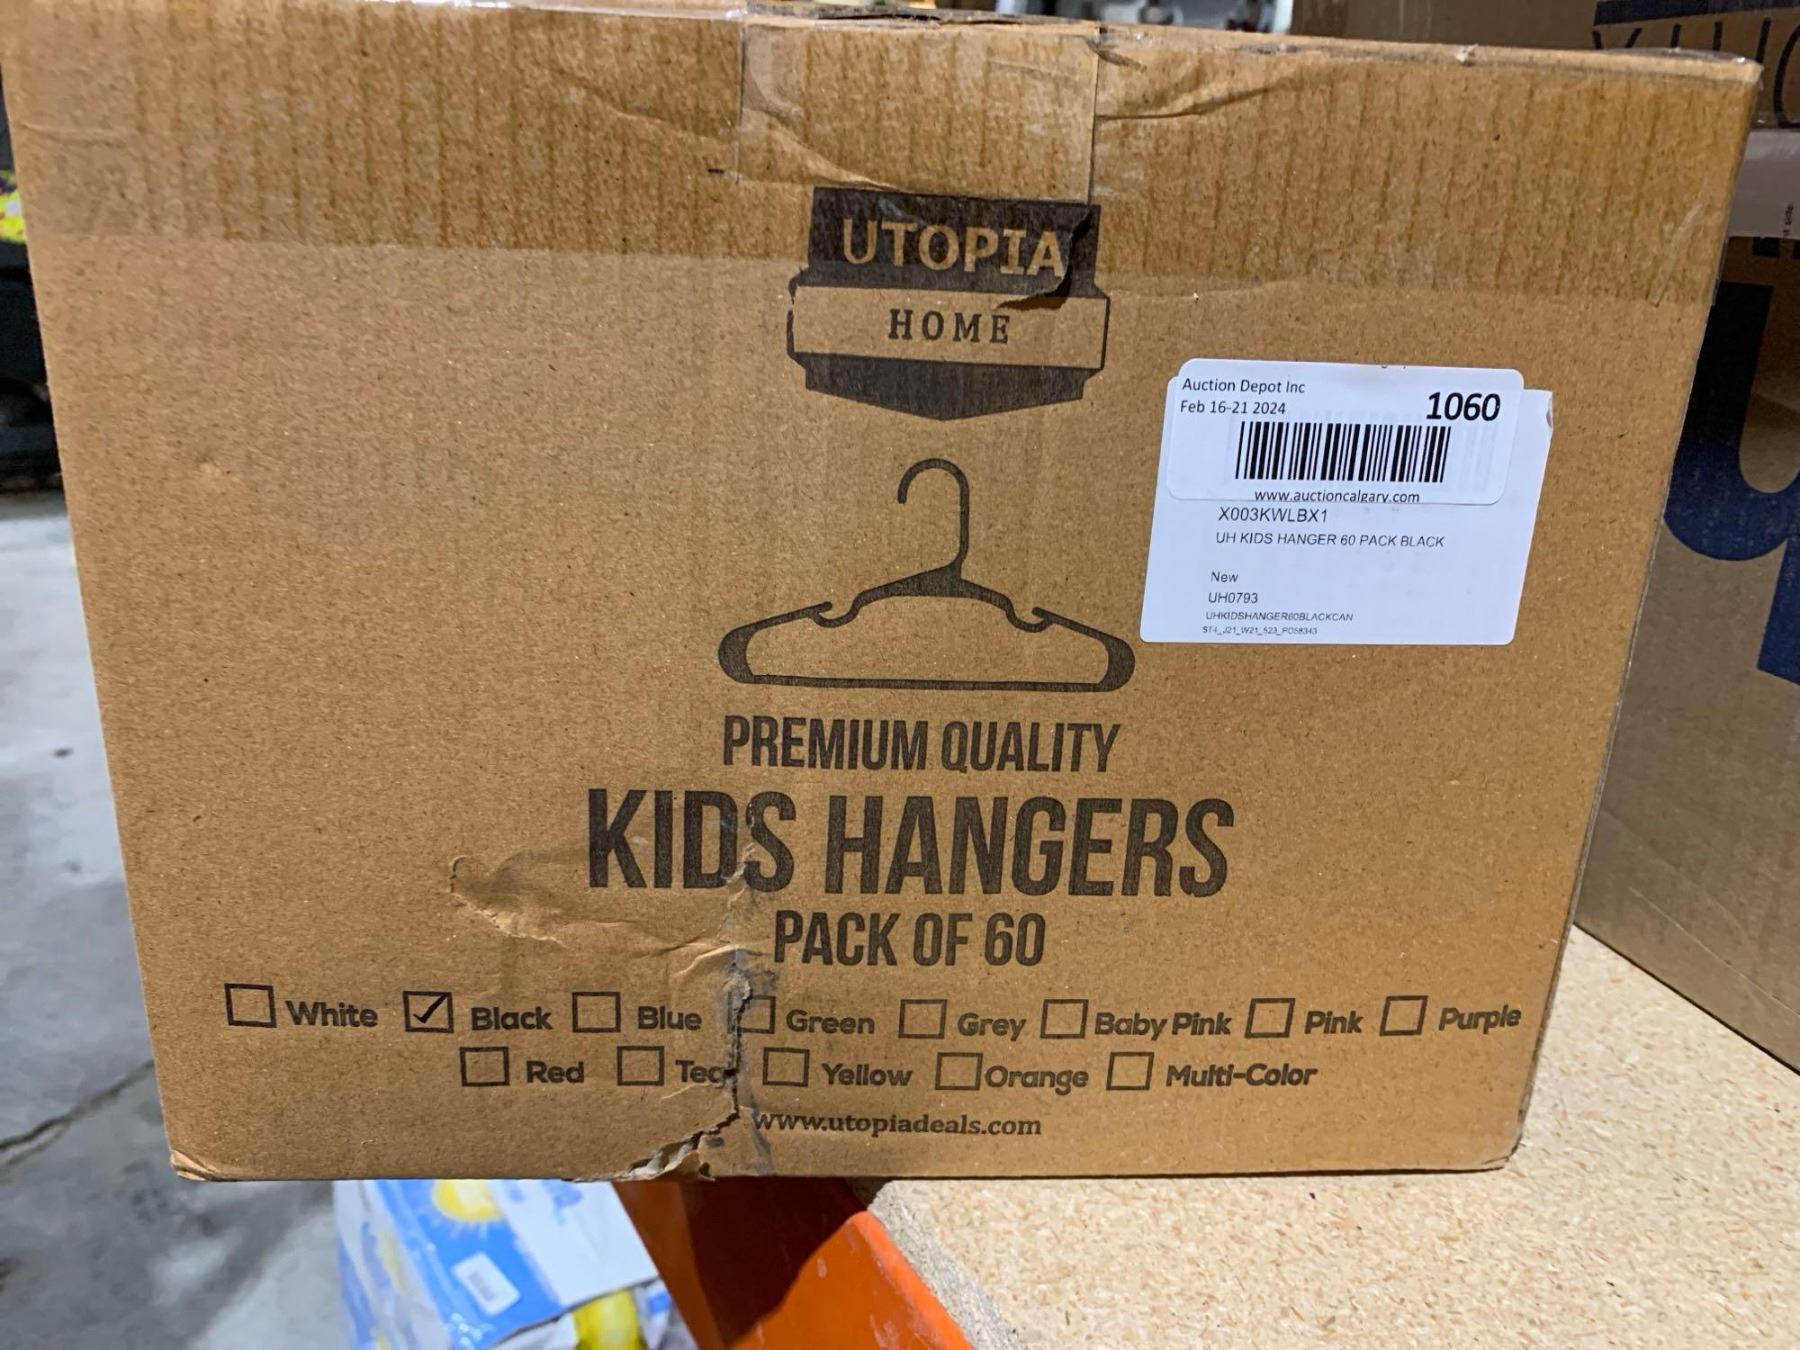 UTOPIA
HOME
Auction Depot Inc
Feb 16-21 2024
1060
www.auctioncalgary.com
X003KWLBX1
UH KIDS HANGER 60 PACK BLACK
New
UH0793
UHKIDSHANGER60BLACKCAN
ST4_J21_W21_523_PO58343
PREMIUM QUALITY
KIDS HANGERS
PACK OF 60
White Black Blue Green Grey Baby Pink Pink Purple
Red Teal Yellow Orange Multi-Color
www.utopiadeals.com